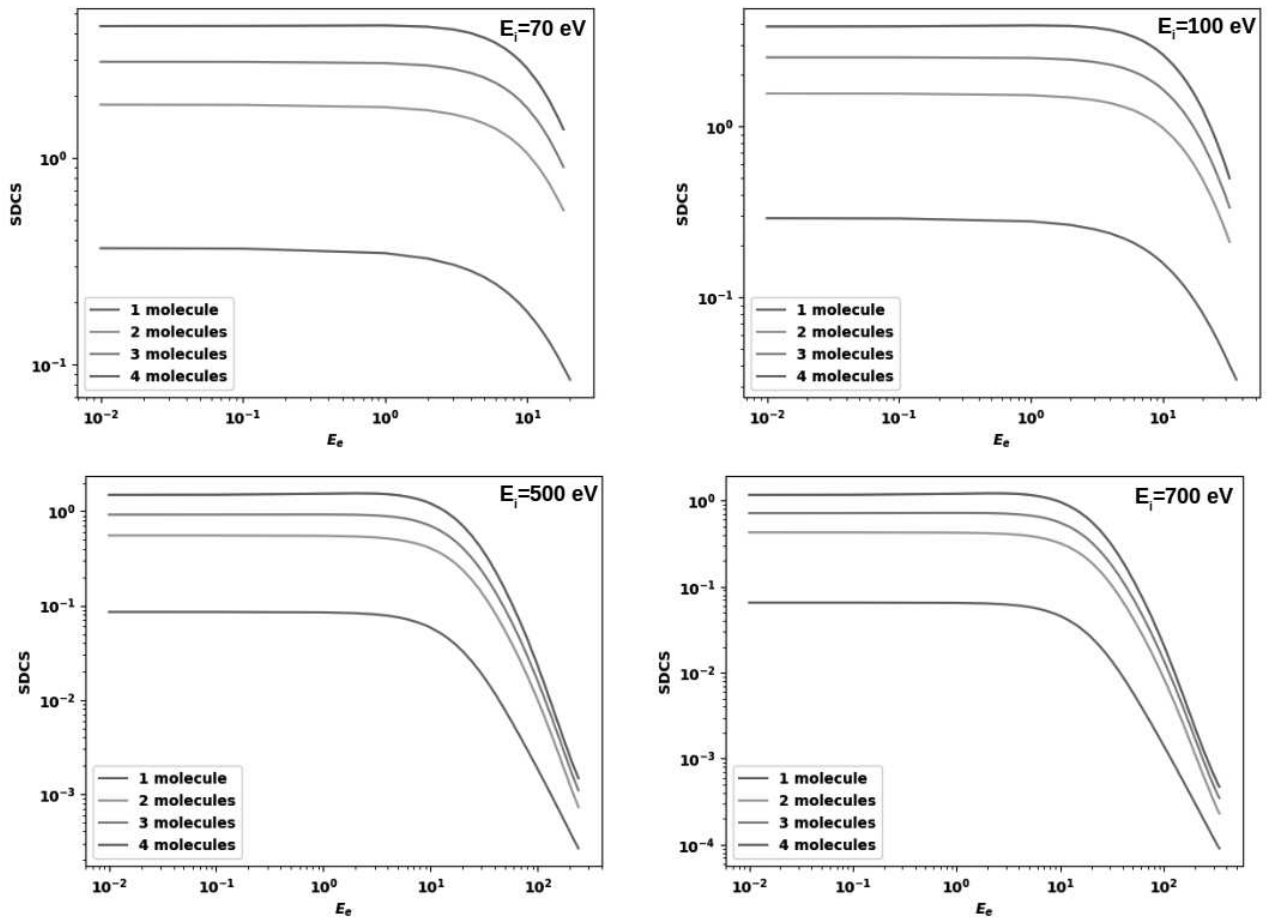 E_i=70 eV
10^0
10^-1
SDCS
1 molecule
2 molecules
3 molecules
4 molecules
10^-2 10^-1 10^0 10^1
E_e
E_i=100 eV
10^0
10^-1
SDCS
1 molecule
2 molecules
3 molecules
4 molecules
10^-2 10^-1 10^0 10^1
E_e
E_i=500 eV
10^0
10^-1
10^-2
10^-3
SDCS
1 molecule
2 molecules
3 molecules
4 molecules
10^-2 10^-1 10^0 10^1 10^2
E_e
E_i=700 eV
10^0
10^-1
10^-2
10^-3
10^-4
SDCS
1 molecule
2 molecules
3 molecules
4 molecules
10^-2 10^-1 10^0 10^1 10^2
E_e